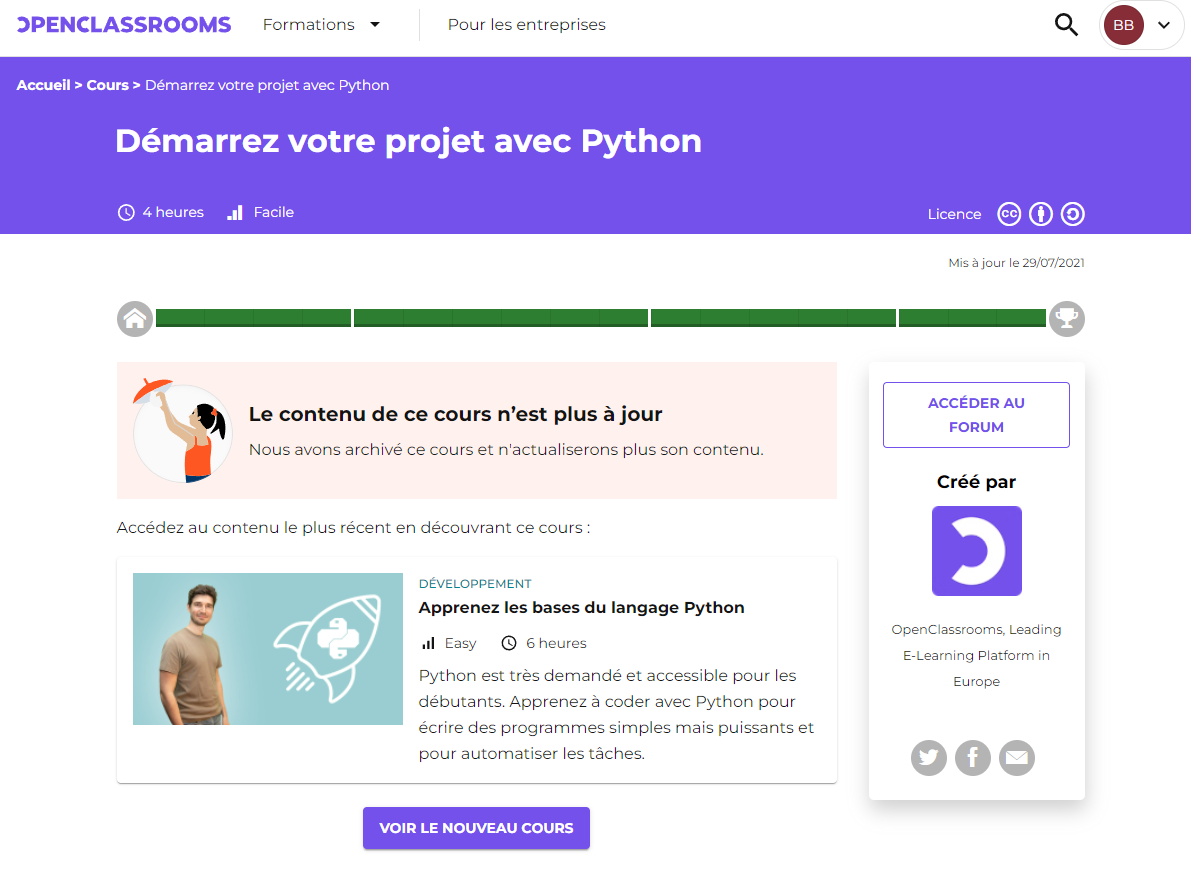 OPENCLASSROOMS
Formations
Pour les entreprises
BB
Accueil > Cours > Démarrez votre projet avec Python
Démarrez votre projet avec Python
4 heures
Facile
Licence
cc
Mis à jour le 29/07/2021
Le contenu de ce cours n’est plus à jour
Nous avons archivé ce cours et n'actualiserons plus son contenu.
Accédez au contenu le plus récent en découvrant ce cours :
DÉVELOPPEMENT
Apprenez les bases du langage Python
Easy
6 heures
Python est très demandé et accessible pour les
débutants. Apprenez à coder avec Python pour
écrire des programmes simples mais puissants et
pour automatiser les tâches.
VOIR LE NOUVEAU COURS
ACCÉDER AU
FORUM
Créé par
OpenClassrooms, Leading
E-Learning Platform in
Europe